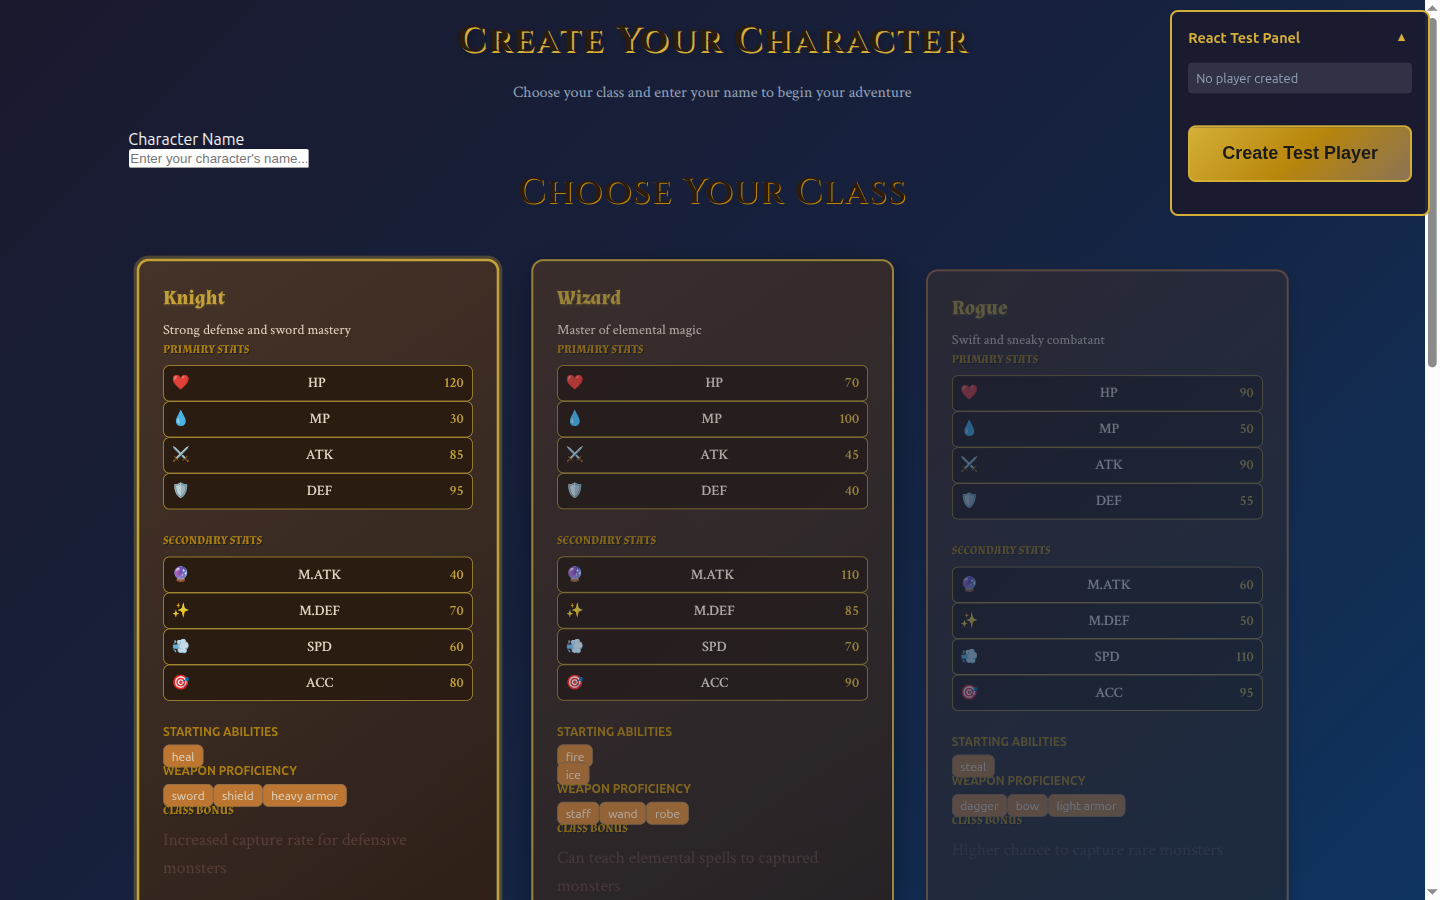 Create Your Character
Choose your class and enter your name to begin your adventure
React Test Panel ▲
No player created
Create Test Player
Character Name
Enter your character's name...
Choose Your Class
Knight
Strong defense and sword mastery
PRIMARY STATS
HP 120
MP 30
ATK 85
DEF 95
SECONDARY STATS
M.ATK 40
M.DEF 70
SPD 60
ACC 80
STARTING ABILITIES
heal
WEAPON PROFICIENCY
sword shield heavy armor
CLASS BONUS
Increased capture rate for defensive
monsters
Wizard
Master of elemental magic
PRIMARY STATS
HP 70
MP 100
ATK 45
DEF 40
SECONDARY STATS
M.ATK 110
M.DEF 85
SPD 70
ACC 90
STARTING ABILITIES
fire
ice
WEAPON PROFICIENCY
staff wand robe
CLASS BONUS
Can teach elemental spells to captured
monsters
Rogue
Swift and sneaky combatant
PRIMARY STATS
HP 90
MP 50
ATK 90
DEF 55
SECONDARY STATS
M.ATK 60
M.DEF 50
SPD 110
ACC 95
STARTING ABILITIES
steal
WEAPON PROFICIENCY
dagger bow light armor
CLASS BONUS
Higher chance to capture rare monsters